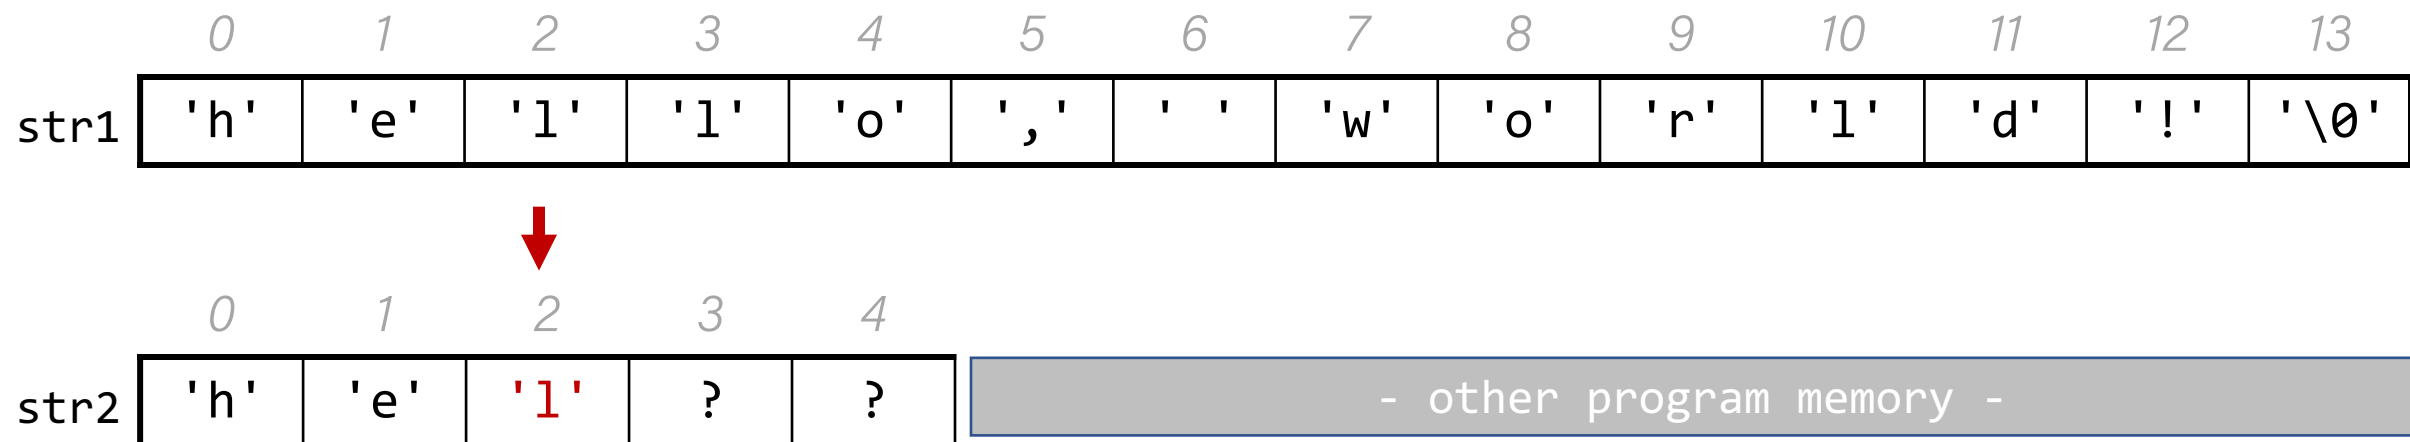 0 1 2 3 4 5 6 7 8 9 10 11 12 13
str1 'h' 'e' 'l' 'l' 'o' ',' ' ' 'w' 'o' 'r' 'l' 'd' '!' '\0'
0 1 2 3 4
str2 'h' 'e' 'l' ? ? - other program memory -